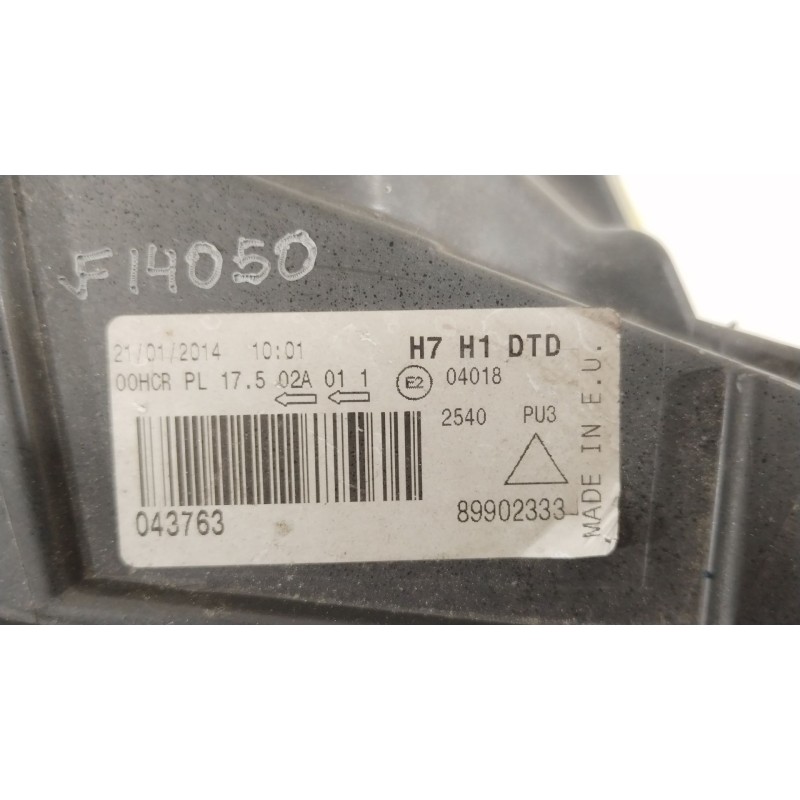 F14050
21/01/2014 10:01 H7 H1 DTD
00HCR PL 17.5 02A 01 1 E2 04018
2540 PU3
043763 89902333
MADE IN E.U.